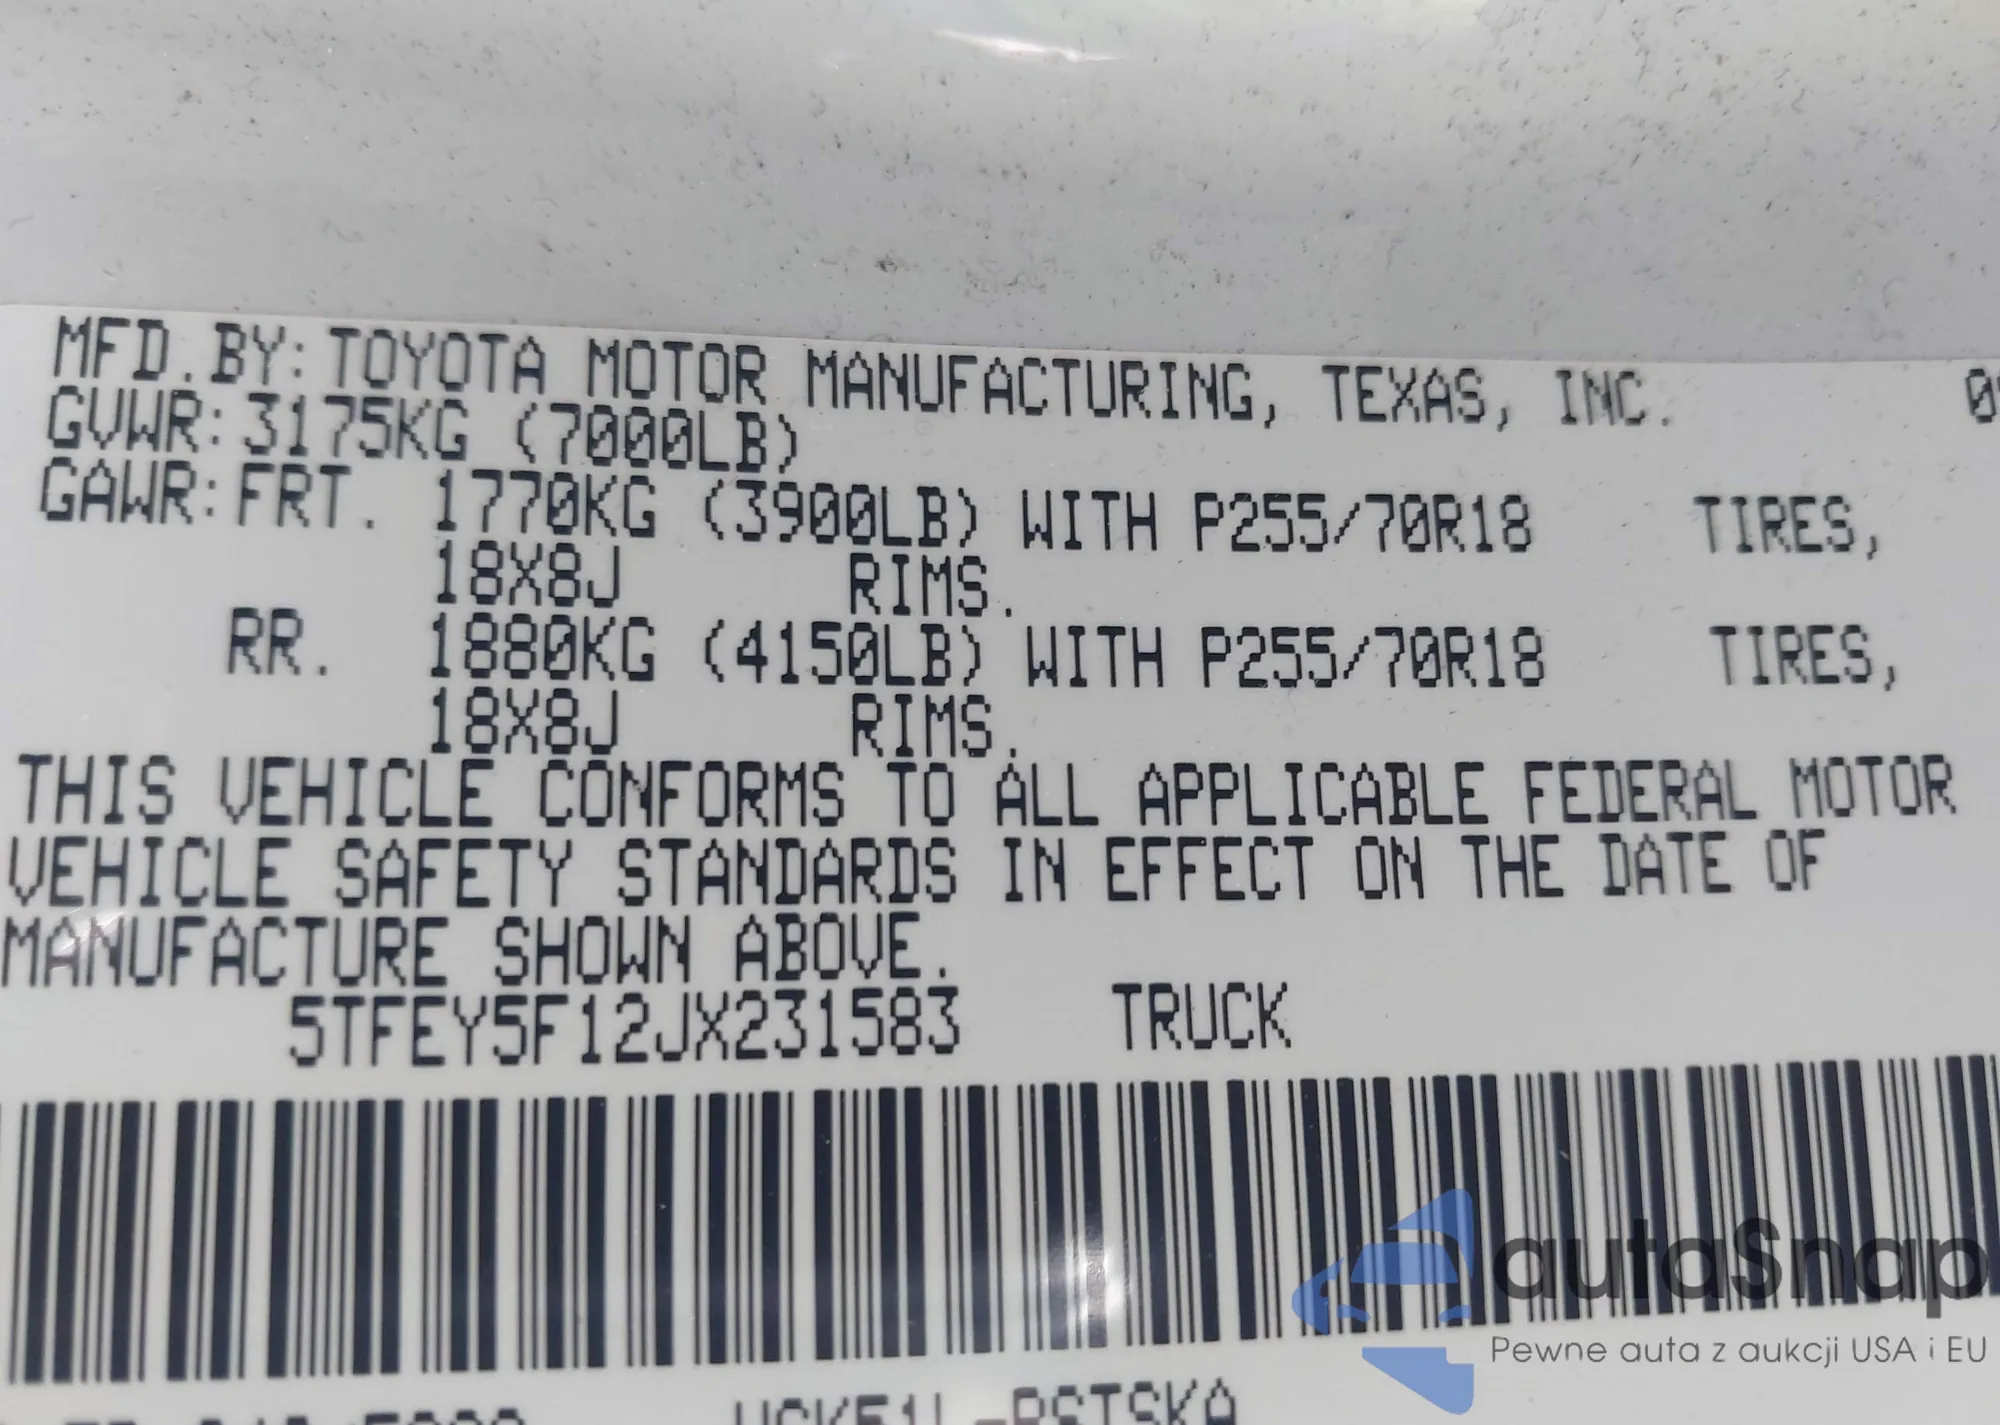 MFD.BY:TOYOTA MOTOR MANUFACTURING, TEXAS, INC.
GVWR:3175KG (7000LB)
GAWR:FRT. 1770KG (3900LB) WITH P255/70R18 TIRES,
18X8J RIMS.
RR. 1880KG (4150LB) WITH P255/70R18 TIRES,
18X8J RIMS.
THIS VEHICLE CONFORMS TO ALL APPLICABLE FEDERAL MOTOR
VEHICLE SAFETY STANDARDS IN EFFECT ON THE DATE OF
MANUFACTURE SHOWN ABOVE.
5TFEY5F12JX231583 TRUCK
autaSnap
Pewne auta z aukcji USA i EU